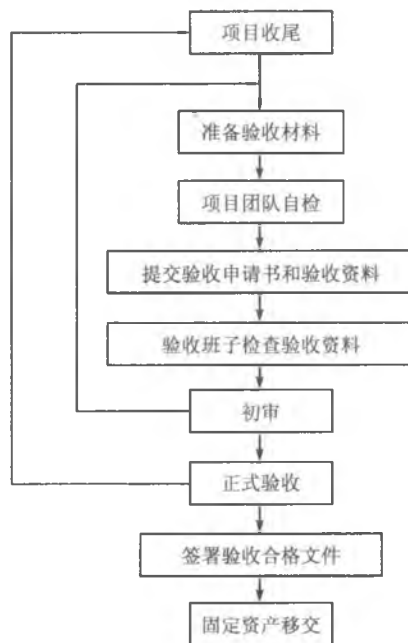 项目收尾
准备验收材料
项目团队自检
提交验收申请书和验收资料
验收班子检查验收资料
初审
正式验收
签署验收合格文件
固定资产移交